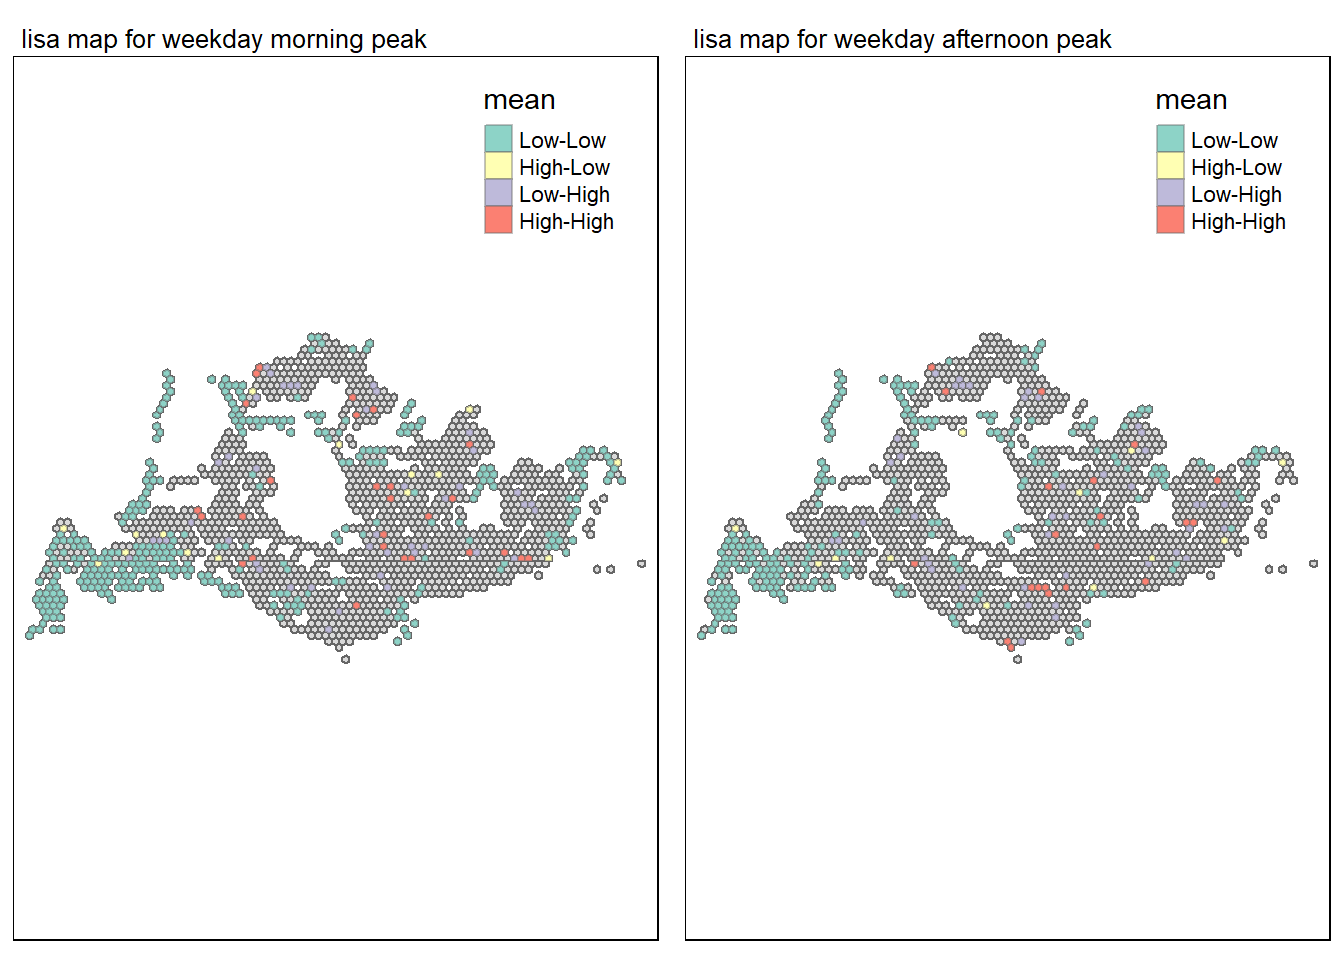 lisa map for weekday morning peak
mean
Low-Low
High-Low
Low-High
High-High
lisa map for weekday afternoon peak
mean
Low-Low
High-Low
Low-High
High-High